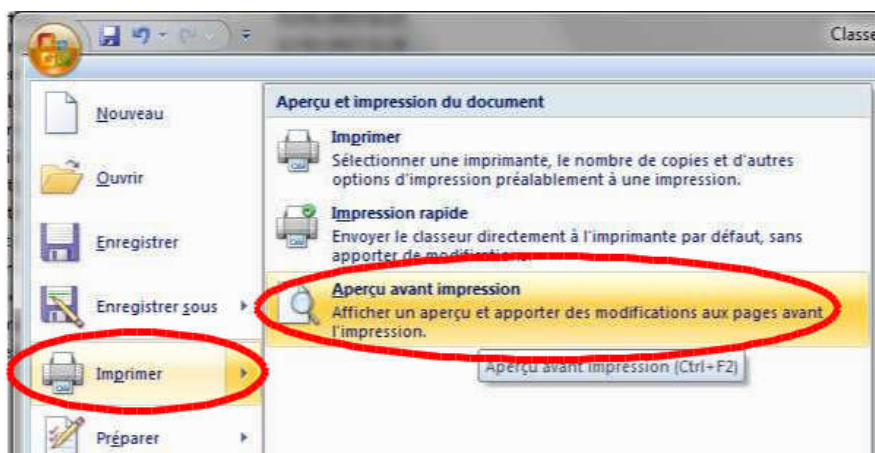 Classe
Nouveau
Ouvrir
Enregistrer
Enregistrer sous
Imprimer
Préparer
Aperçu et impression du document
Imprimer
Sélectionner une imprimante, le nombre de copies et d'autres
options d'impression préalablement à une impression.
Impression rapide
Envoyer le classeur directement à l'imprimante par défaut, sans
apporter de modifications.
Aperçu avant impression
Afficher un aperçu et apporter des modifications aux pages avant
l'impression.
Aperçu avant impression (Ctrl+F2)